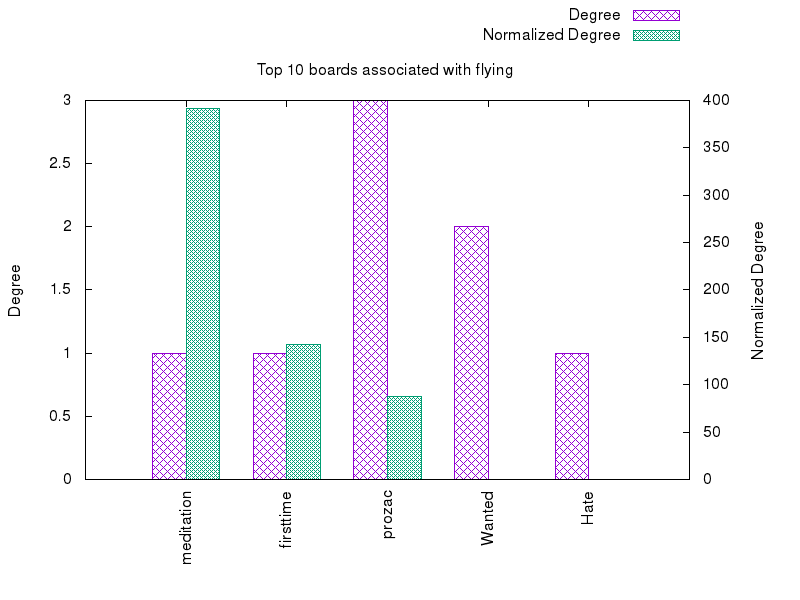 Degree
Normalized Degree
Top 10 boards associated with flying
3
2.5
2
1.5
1
0.5
0
400
350
300
250
200
150
100
50
0
Degree
Normalized Degree
meditation
firsttime
prozac
Wanted
Hate